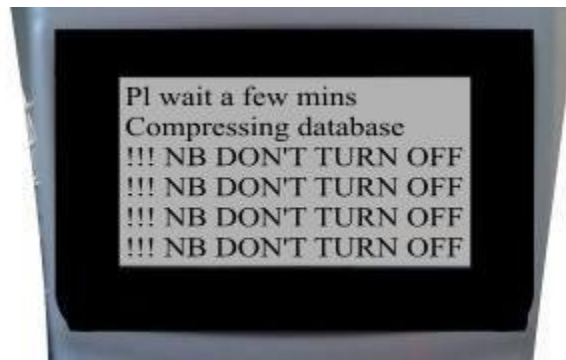 Pl wait a few mins
Compressing database
!!! NB DON'T TURN OFF
!!! NB DON'T TURN OFF
!!! NB DON'T TURN OFF
!!! NB DON'T TURN OFF